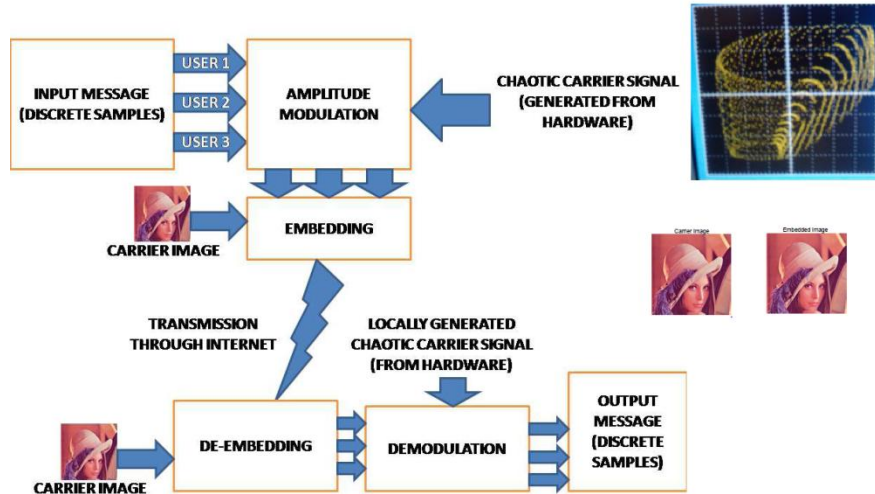 INPUT MESSAGE
(DISCRETE SAMPLES)
USER 1
USER 2
USER 3
AMPLITUDE
MODULATION
CHAOTIC CARRIER SIGNAL
(GENERATED FROM
HARDWARE)
CARRIER IMAGE
EMBEDDING
Carrier Image
Embedded Image
TRANSMISSION
THROUGH INTERNET
LOCALLY GENERATED
CHAOTIC CARRIER SIGNAL
(FROM HARDWARE)
CARRIER IMAGE
DE-EMBEDDING
DEMODULATION
OUTPUT
MESSAGE
(DISCRETE
SAMPLES)